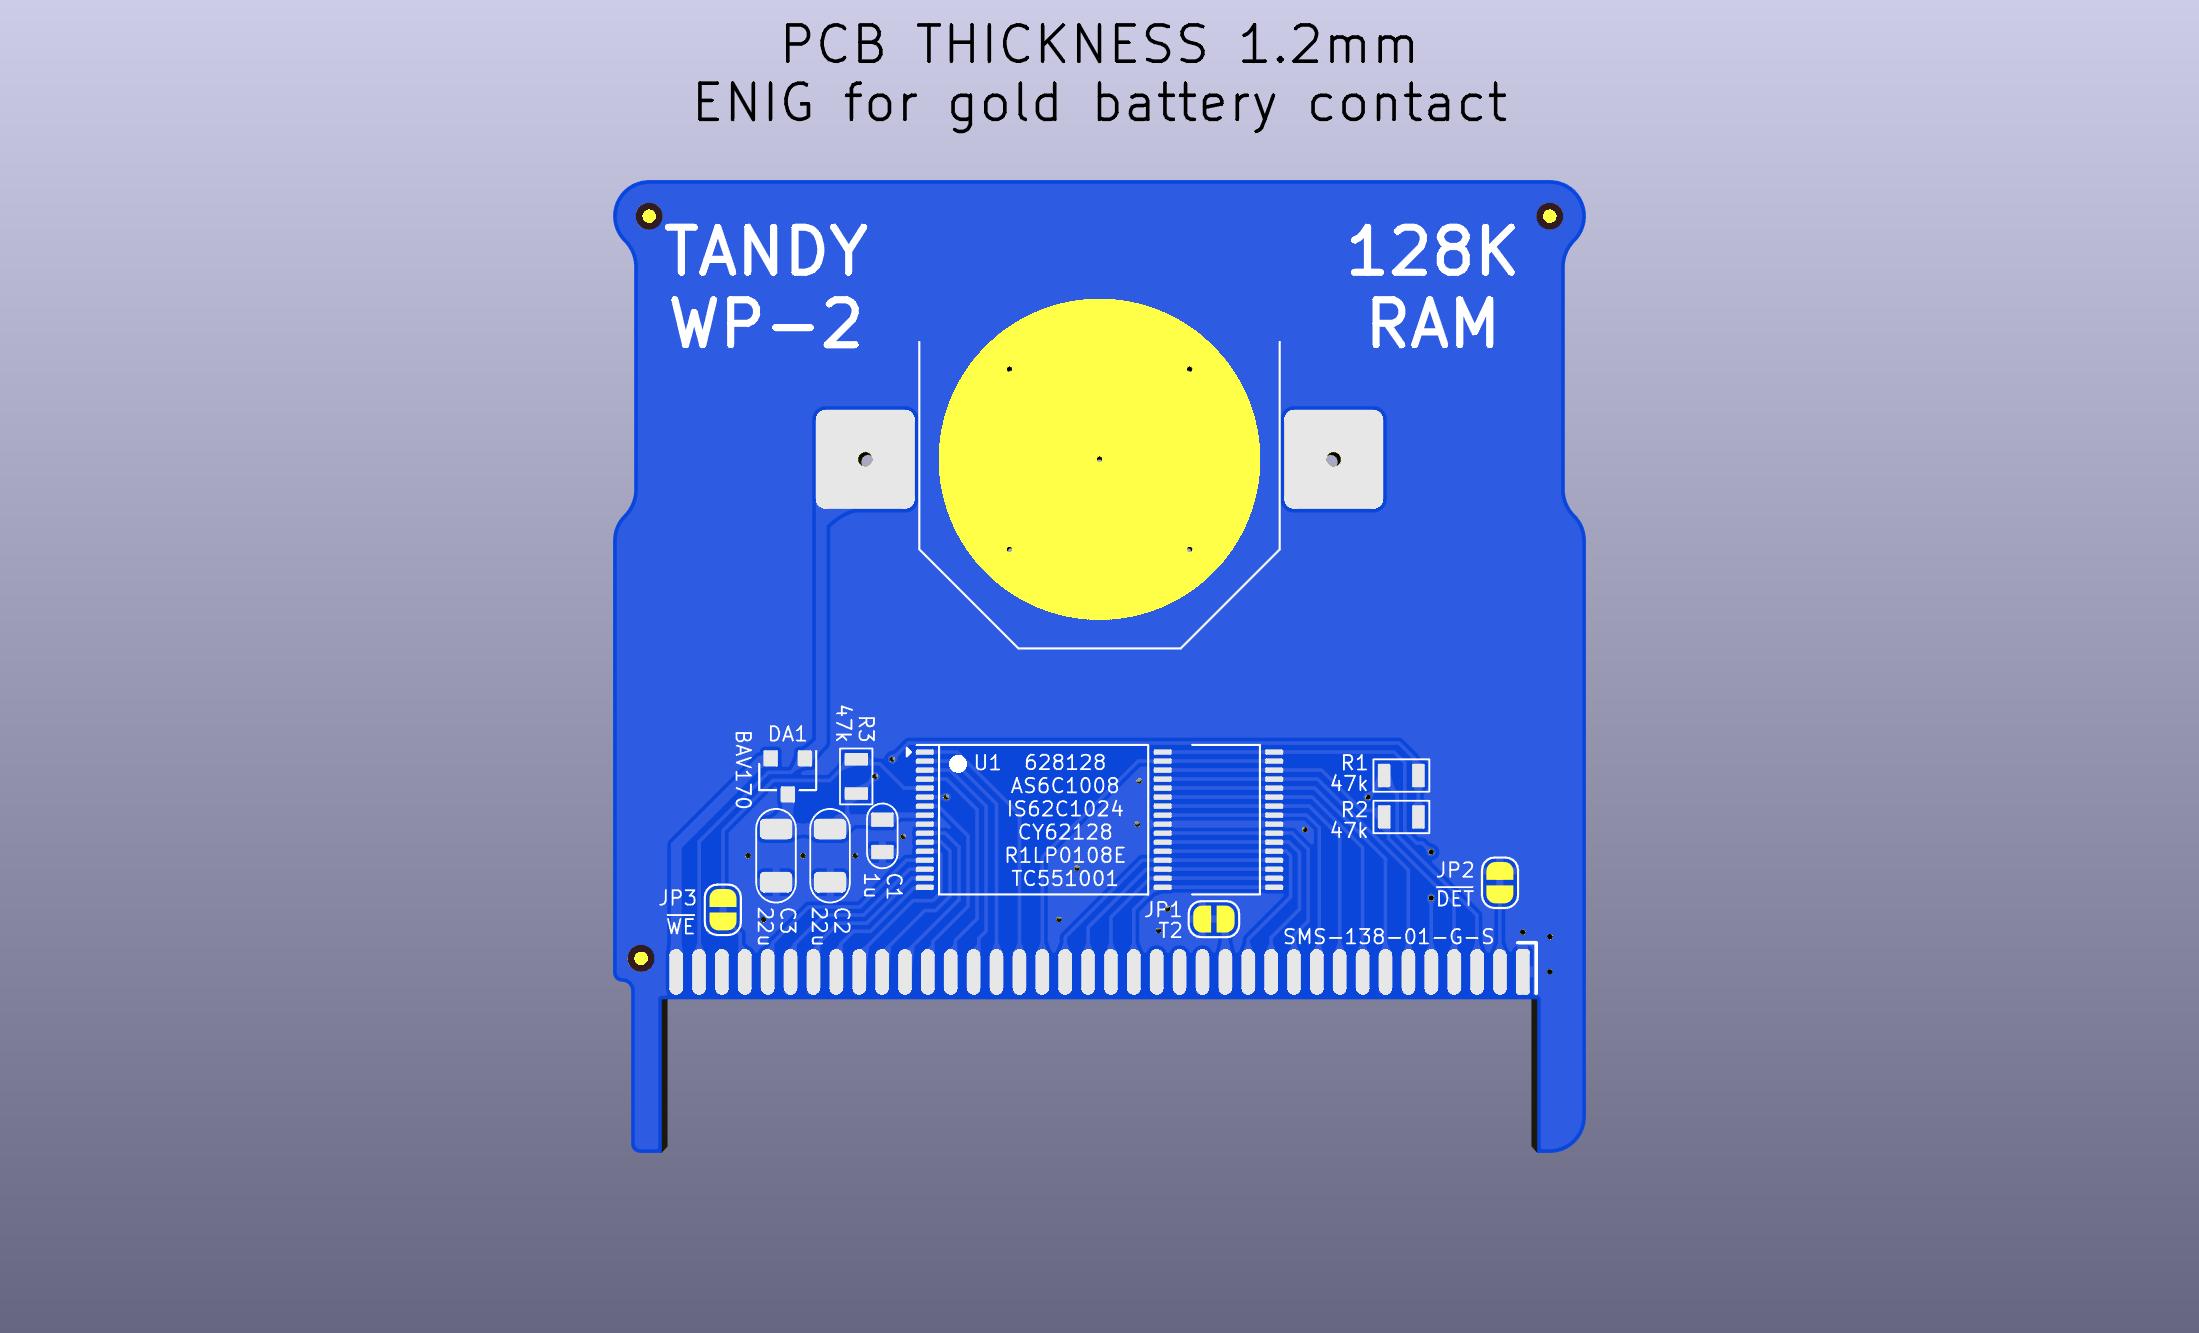 PCB THICKNESS 1.2mm
ENIG for gold battery contact
TANDY
WP-2
128K
RAM
DA1
BAV170
R3
47k
U1 628128
AS6C1008
IS62C1024
CY62128
R1LP0108E
TC551001
R1
47k
R2
47k
JP2
DET
JP3
WE
C3
22u
C2
22u
C1
1u
JP1
T2
SMS-138-01-G-S